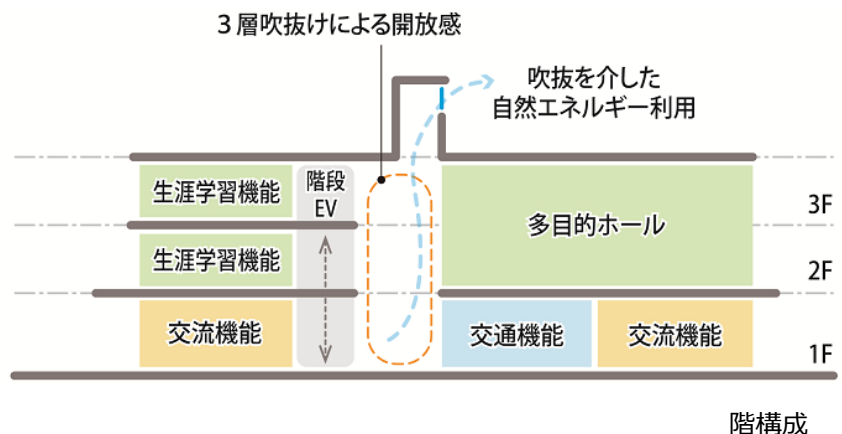 3層吹抜けによる開放感
吹抜を介した
自然エネルギー利用
生涯学習機能
階段
EV
多目的ホール
3F
生涯学習機能
2F
交流機能
交通機能
交流機能
1F
階構成